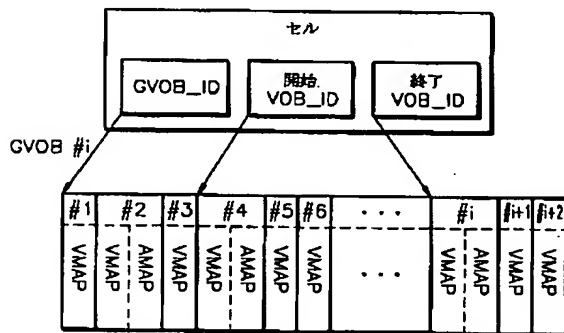 セル
GVOB_ID
開始.
VOB_ID
終了
VOB_ID
GVOB #i
#1 #2 #3 #4 #5 #6 ... #i #i+1 #i+2
VMAP VMAP AMAP VMAP VMAP AMAP VMAP VMAP ... VMAP AMAP VMAP VMAP